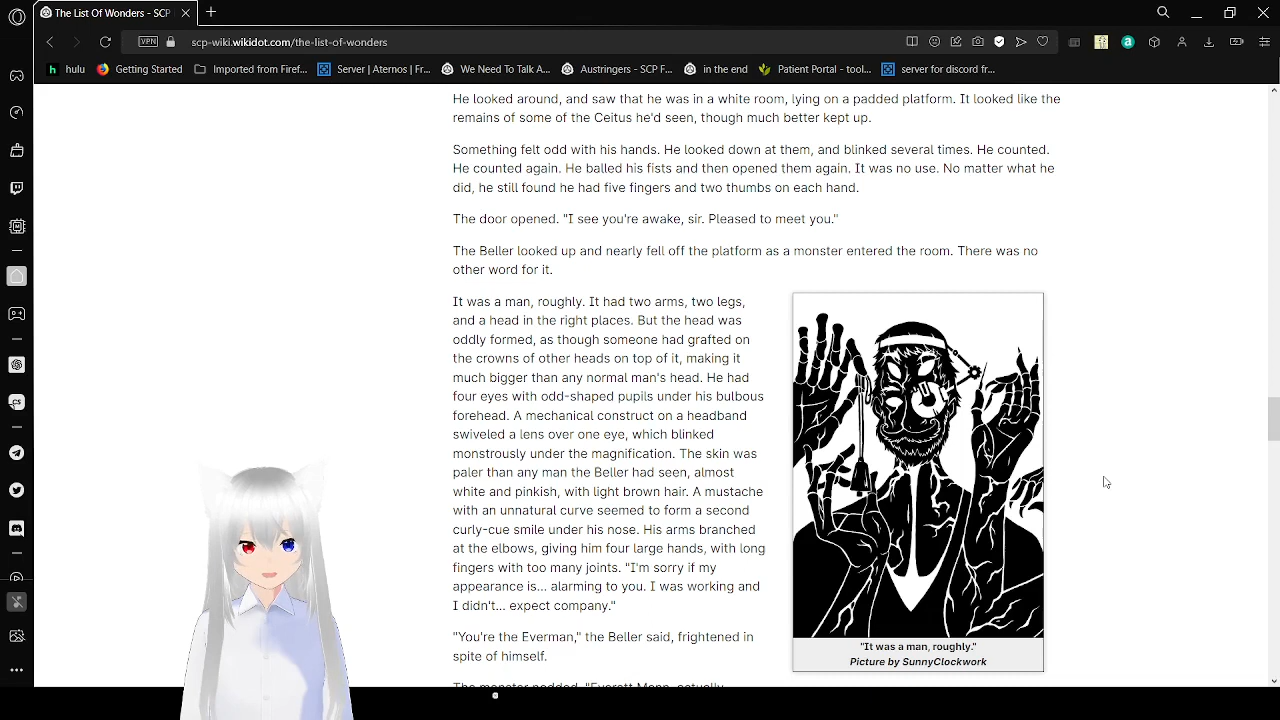 The List Of Wonders - SCP
VPN
scp-wiki.wikidot.com/the-list-of-wonders
hulu
Getting Started
Imported from Firef...
Server | Aternos | Fr...
We Need To Talk A...
Austringers - SCP F...
in the end
Patient Portal - tool...
server for discord fr...
He looked around, and saw that he was in a white room, lying on a padded platform. It looked like the
remains of some of the Ceitus he'd seen, though much better kept up.
Something felt odd with his hands. He looked down at them, and blinked several times. He counted.
He counted again. He balled his fists and then opened them again. It was no use. No matter what he
did, he still found he had five fingers and two thumbs on each hand.
The door opened. "I see you're awake, sir. Pleased to meet you."
The Beller looked up and nearly fell off the platform as a monster entered the room. There was no
other word for it.
It was a man, roughly. It had two arms, two legs,
and a head in the right places. But the head was
oddly formed, as though someone had grafted on
the crowns of other heads on top of it, making it
much bigger than any normal man's head. He had
four eyes with odd-shaped pupils under his bulbous
forehead. A mechanical construct on a headband
swiveled a lens over one eye, which blinked
monstrously under the magnification. The skin was
paler than any man the Beller had seen, almost
white and pinkish, with light brown hair. A mustache
with an unnatural curve seemed to form a second
curly-cue smile under his nose. His arms branched
at the elbows, giving him four large hands, with long
fingers with too many joints. "I'm sorry if my
appearance is... alarming to you. I was working and
I didn't... expect company."
"It was a man, roughly."
Picture by SunnyClockwork
"You're the Everman," the Beller said, frightened in
spite of himself.
The monster nodded. "Everett Mann, actually.